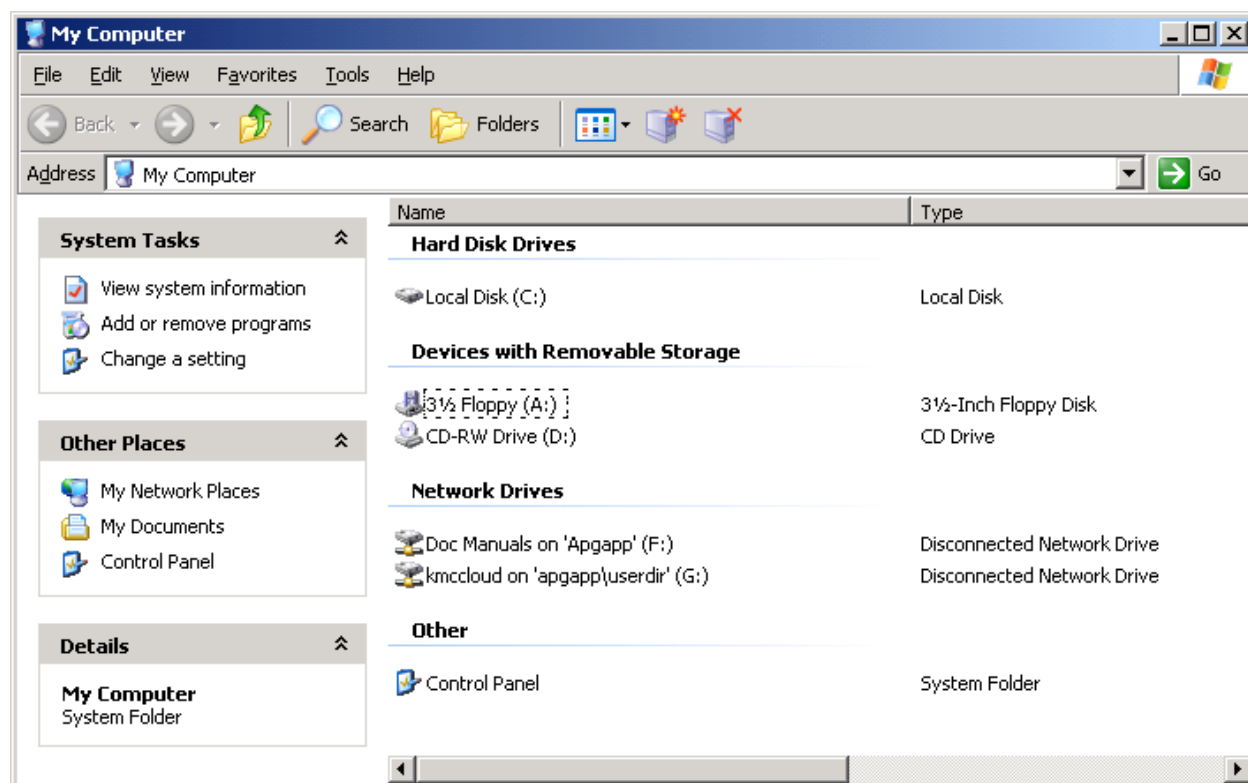 My Computer
File Edit View Favorites Tools Help
Back Search Folders
Address My Computer Go
System Tasks
View system information
Add or remove programs
Change a setting
Other Places
My Network Places
My Documents
Control Panel
Details
My Computer
System Folder
Name Type
Hard Disk Drives
Local Disk (C:) Local Disk
Devices with Removable Storage
3½ Floppy (A:) 3½-Inch Floppy Disk
CD-RW Drive (D:) CD Drive
Network Drives
Doc Manuals on 'Apgapp' (F:) Disconnected Network Drive
kmccloud on 'apgapp\userdir' (G:) Disconnected Network Drive
Other
Control Panel System Folder